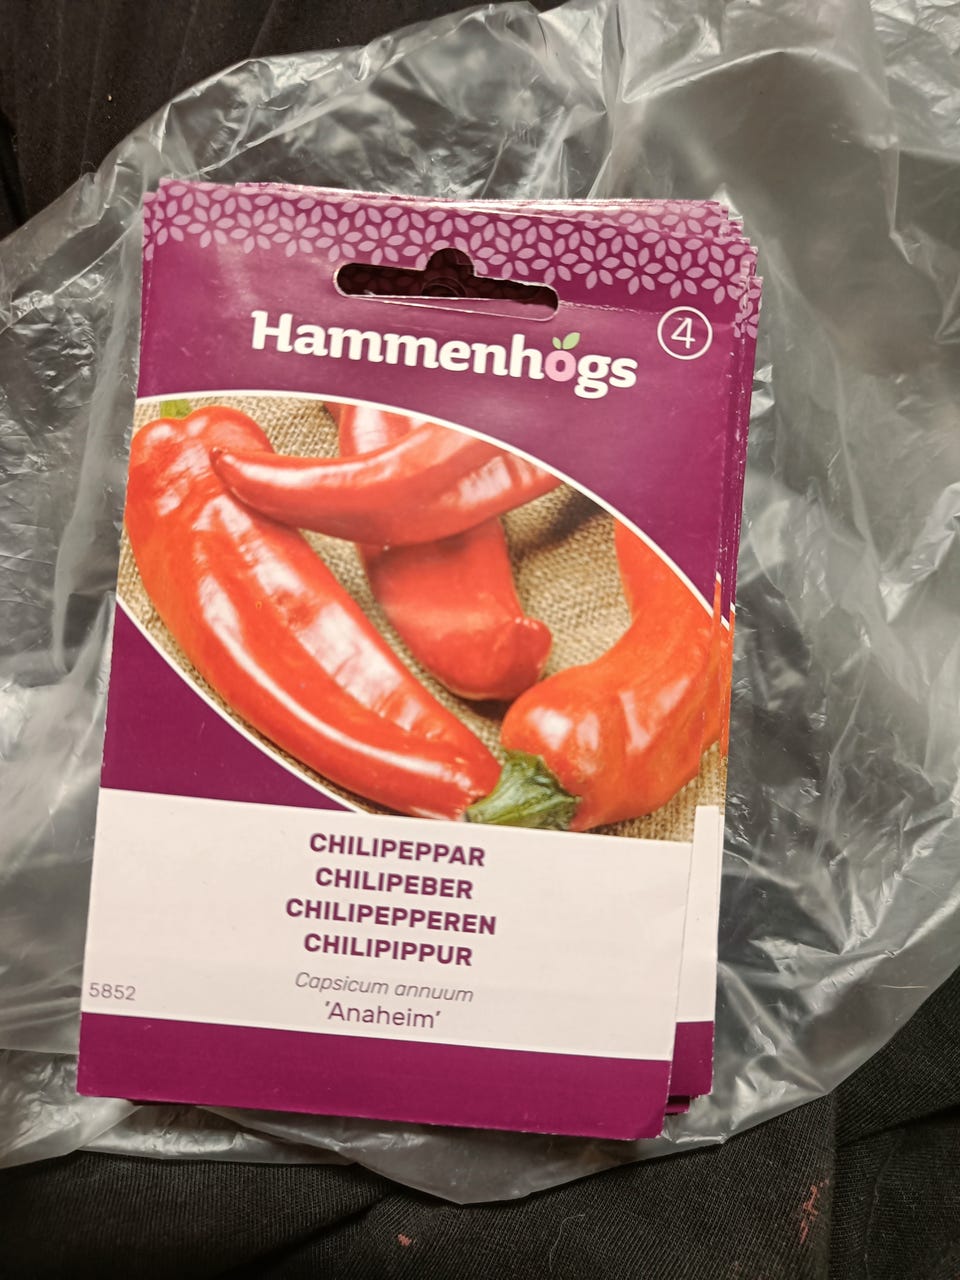 Hammenhögs
4
CHILIPEPPAR
CHILIPEBER
CHILIPEPPEREN
CHILIPIPPUR
Capsicum annuum
5852
'Anaheim'